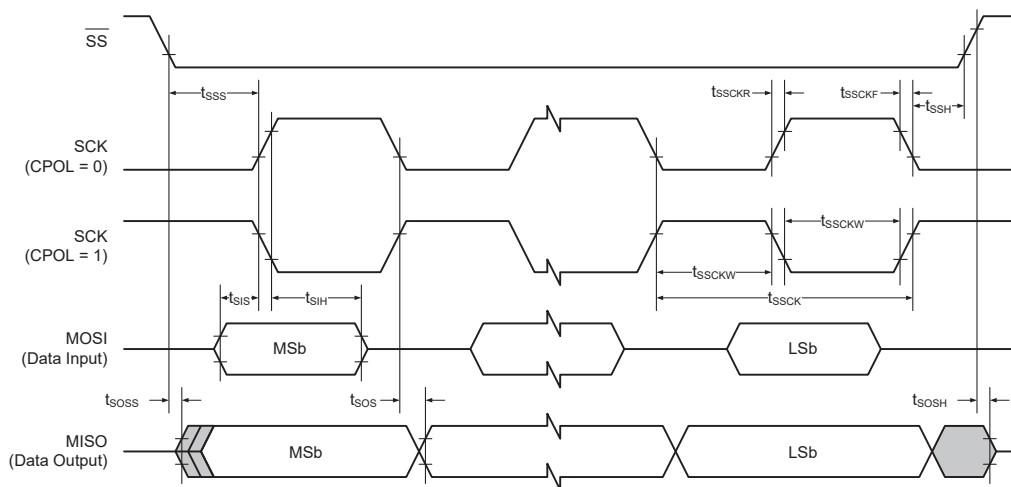 SS
tSSS
tSSCKR
tSSCKF
tSSH
SCK
(CPOL = 0)
SCK
(CPOL = 1)
tSSCKW
tSSCKW
tSSCK
tSIS
tSIH
MOSI
(Data Input)
MSb
LSb
tSOSS
tSOS
tSOSH
MISO
(Data Output)
MSb
LSb